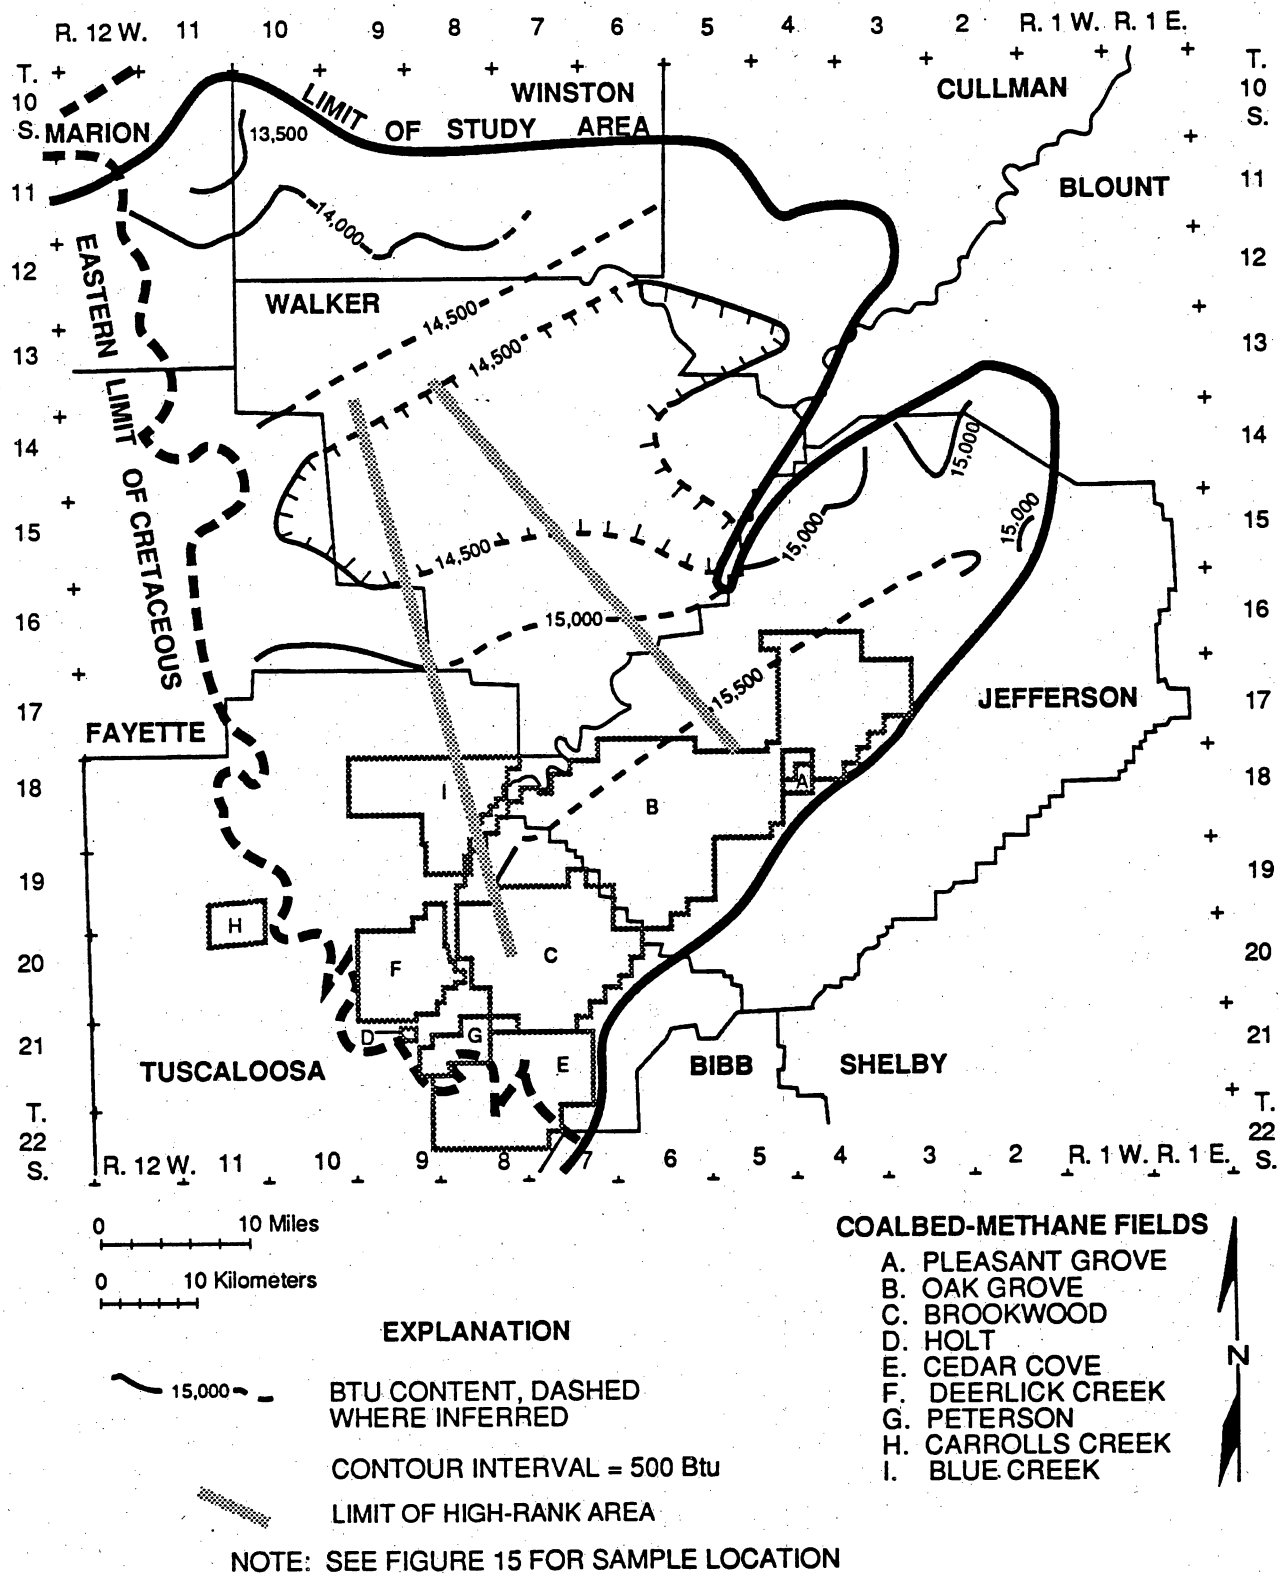 R. 12 W. 11 10 9 8 7 6 5 4 3 2 R. 1 W. R. 1 E.
T.
10
S.
T.
10
S.
WINSTON
CULLMAN
LIMIT OF STUDY AREA
MARION
13,500
11
11
BLOUNT
14,000
12
12
EASTERN LIMIT OF CRETACEOUS
WALKER
14,500
14,500
13
13
14
14
15,000
15
15
15,000
15,000
14,500
16
16
15,000
15,500
JEFFERSON
17
17
FAYETTE
18
18
I
A
B
19
19
H
C
F
20
20
D
G
21
21
E
TUSCALOOSA
BIBB
SHELBY
T.
22
S.
T.
22
S.
R. 12 W. 11 10 9 8 7 6 5 4 3 2 R. 1 W. R. 1 E.
0 10 Miles
0 10 Kilometers
COALBED-METHANE FIELDS
A. PLEASANT GROVE
B. OAK GROVE
C. BROOKWOOD
D. HOLT
E. CEDAR COVE
F. DEERLICK CREEK
G. PETERSON
H. CARROLLS CREEK
I. BLUE CREEK
N
EXPLANATION
15,000
BTU CONTENT, DASHED
WHERE INFERRED
CONTOUR INTERVAL = 500 Btu
LIMIT OF HIGH-RANK AREA
NOTE: SEE FIGURE 15 FOR SAMPLE LOCATION